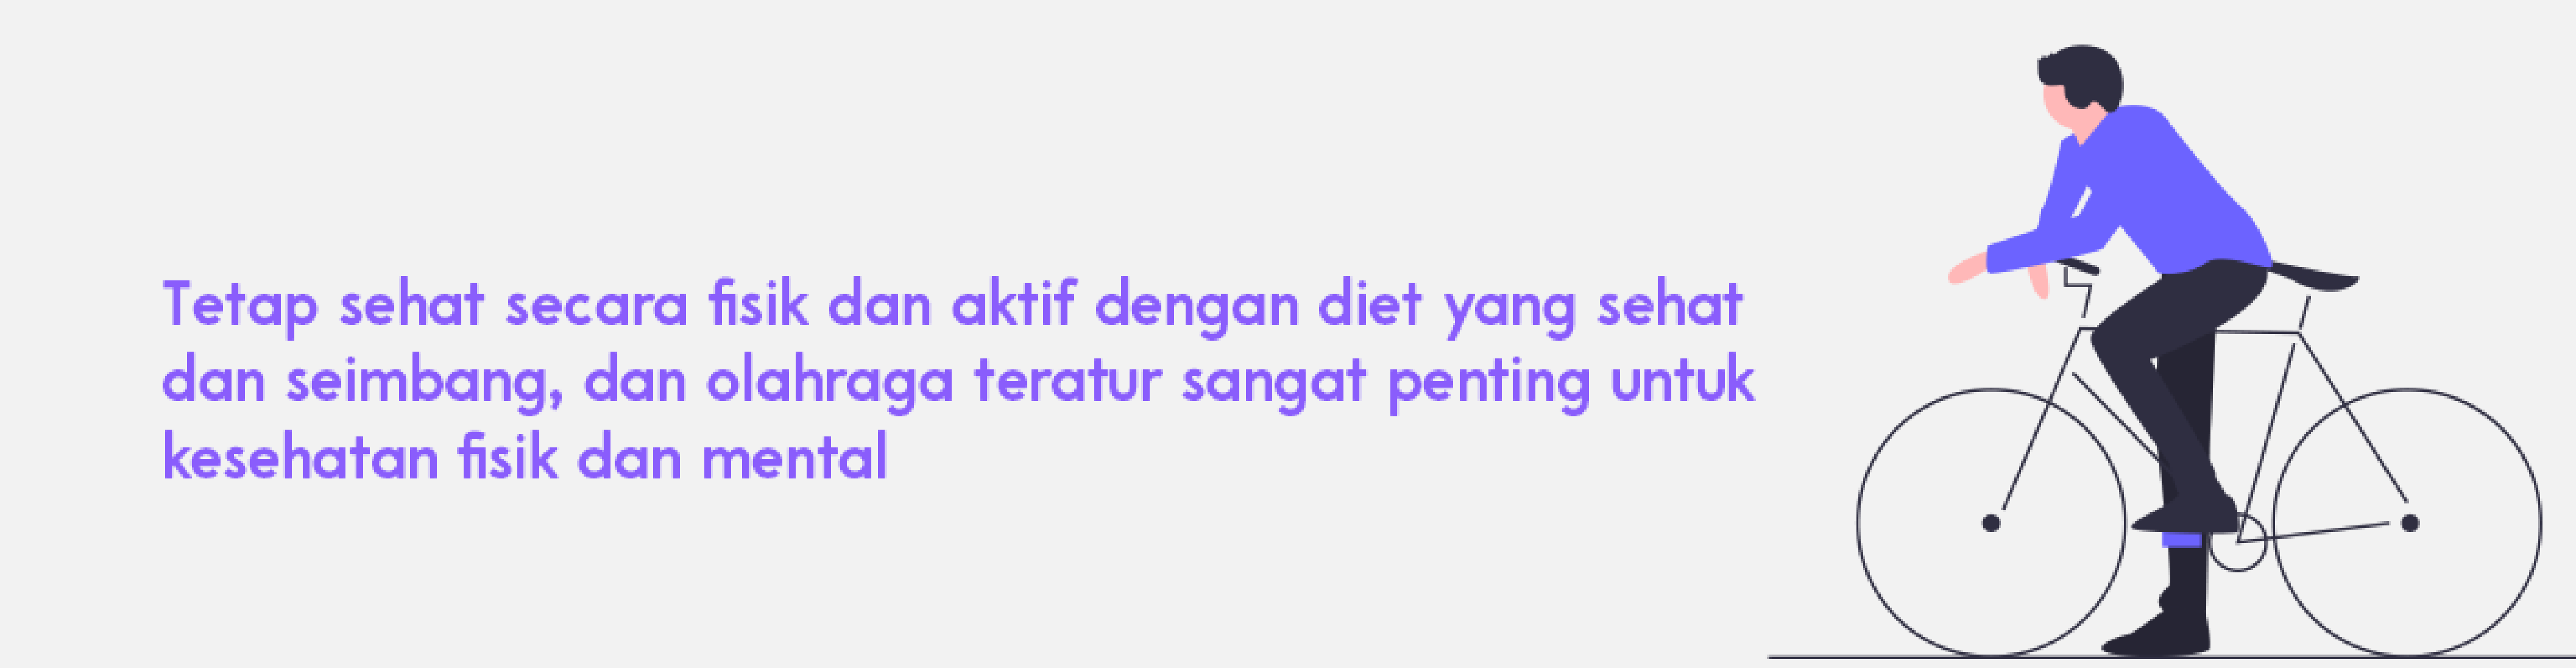 Tetap sehat secara fisik dan aktif dengan diet yang sehat
dan seimbang, dan olahraga teratur sangat penting untuk
kesehatan fisik dan mental